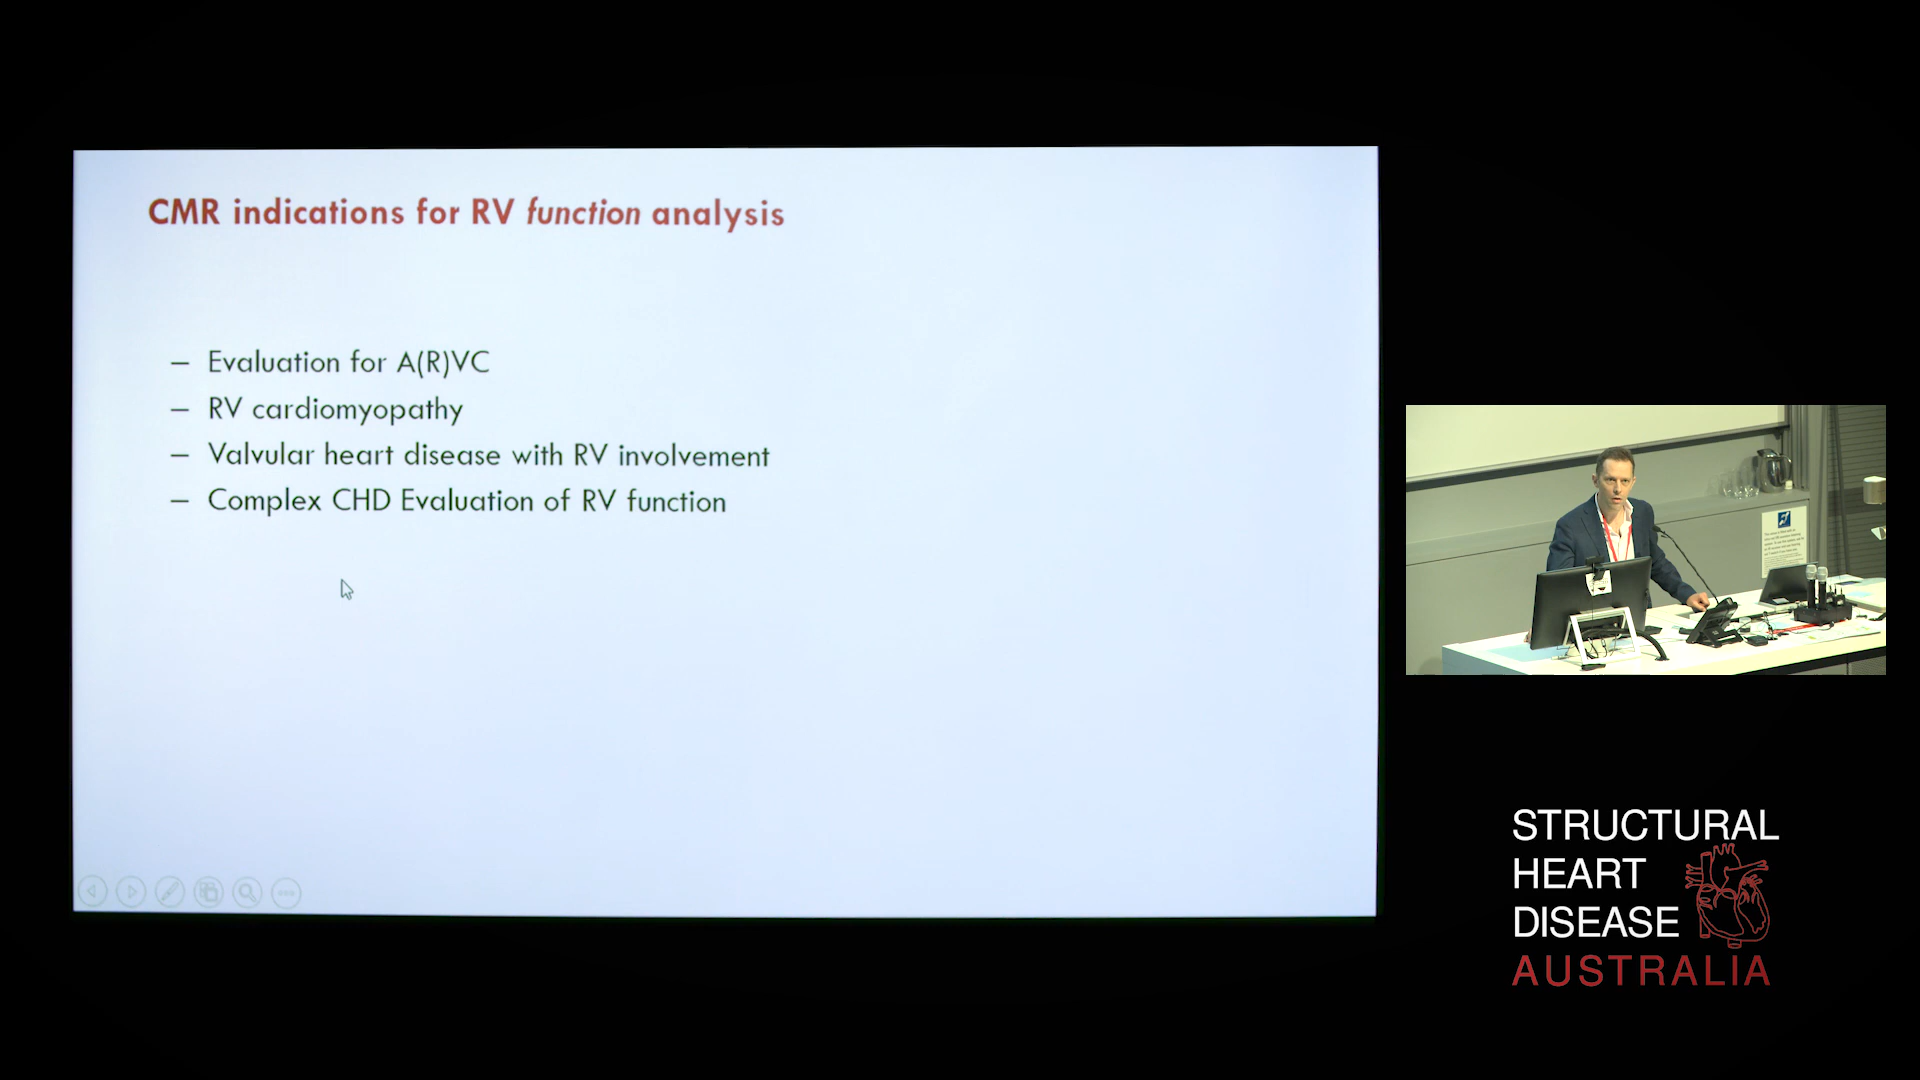 CMR indications for RV function analysis
– Evaluation for A(R)VC
– RV cardiomyopathy
– Valvular heart disease with RV involvement
– Complex CHD Evaluation of RV function
STRUCTURAL
HEART
DISEASE
AUSTRALIA